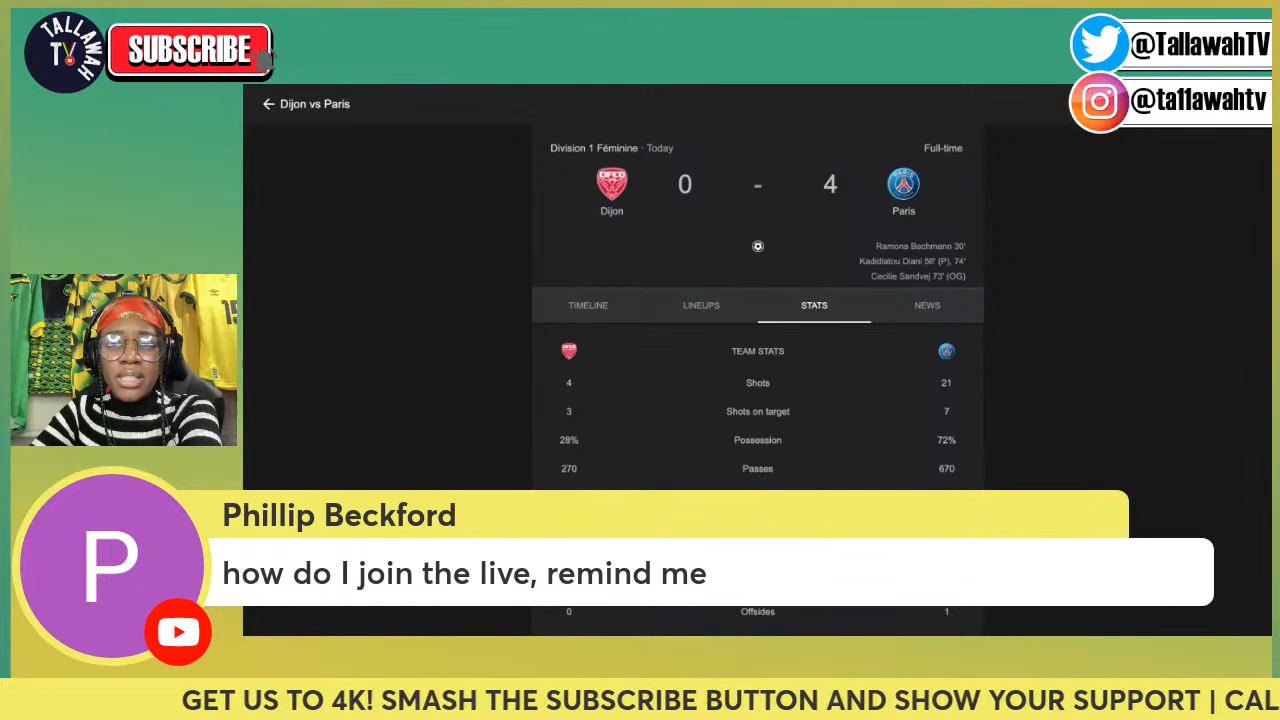 TALLAWAH
TV
SUBSCRIBE
@TallawahTV
@ta11awahtv
Dijon vs Paris
Division 1 Féminine · Today
Full-time
DFCO
PARIS
0 - 4
Dijon
Paris
Ramona Bachmann 30'
Kadidiatou Diani 56' (P), 74'
Cecilie Sandvej 73' (OG)
TIMELINE LINEUPS STATS NEWS
TEAM STATS
4 Shots 21
3 Shots on target 7
28% Possession 72%
270 Passes 670
15
P
Phillip Beckford
how do I join the live, remind me
0 Offsides 1
GET US TO 4K! SMASH THE SUBSCRIBE BUTTON AND SHOW YOUR SUPPORT | CAL